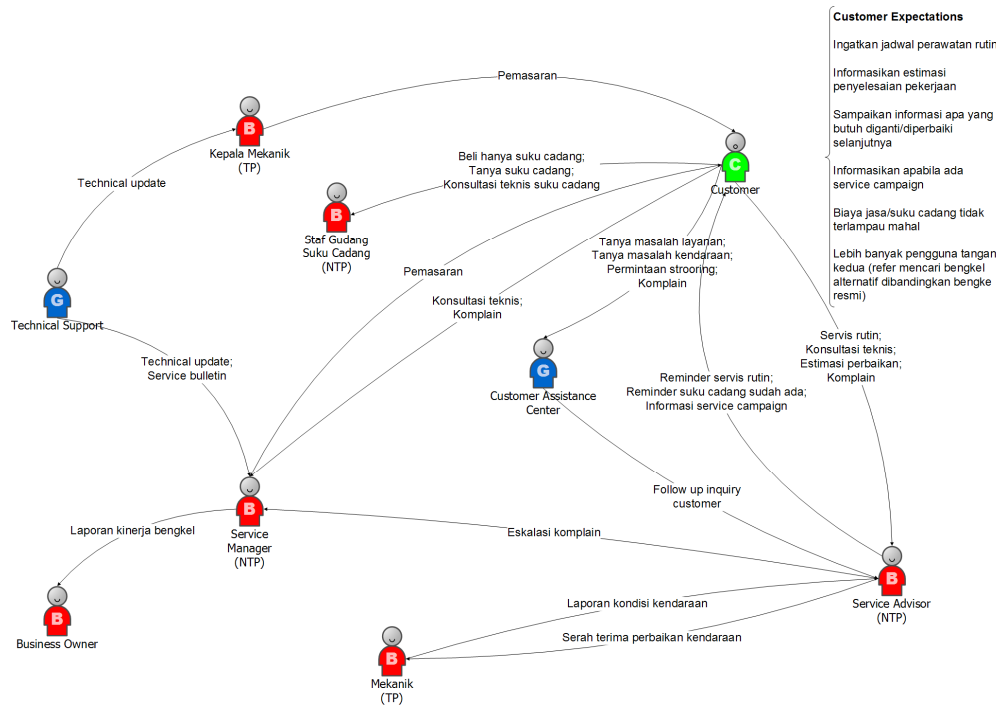 Customer Expectations
Ingatkan jadwal perawatan rutin
Informasikan estimasi
penyelesaian pekerjaan
Sampaikan informasi apa yang
butuh diganti/diperbaiki
selanjutnya
Informasikan apabila ada
service campaign
Biaya jasa/suku cadang tidak
terlampau mahal
Lebih banyak pengguna tangan
kedua (refer mencari bengkel
alternatif dibandingkan bengke
resmi)
Pemasaran
B
Kepala Mekanik
(TP)
Technical update
Beli hanya suku cadang;
Tanya suku cadang;
Konsultasi teknis suku cadang
C
Customer
B
Staf Gudang
Suku Cadang
(NTP)
Tanya masalah layanan;
Tanya masalah kendaraan;
Permintaan strooring;
Komplain
Pemasaran
G
Technical Support
Konsultasi teknis;
Komplain
Servis rutin;
Konsultasi teknis;
Estimasi perbaikan;
Komplain
Technical update;
Service bulletin
G
Customer Assistance
Center
Reminder servis rutin;
Reminder suku cadang sudah ada;
Informasi service campaign
Follow up inquiry
customer
B
Service
Manager
(NTP)
Laporan kinerja bengkel
Eskalasi komplain
B
Service Advisor
(NTP)
Laporan kondisi kendaraan
B
Business Owner
Serah terima perbaikan kendaraan
B
Mekanik
(TP)